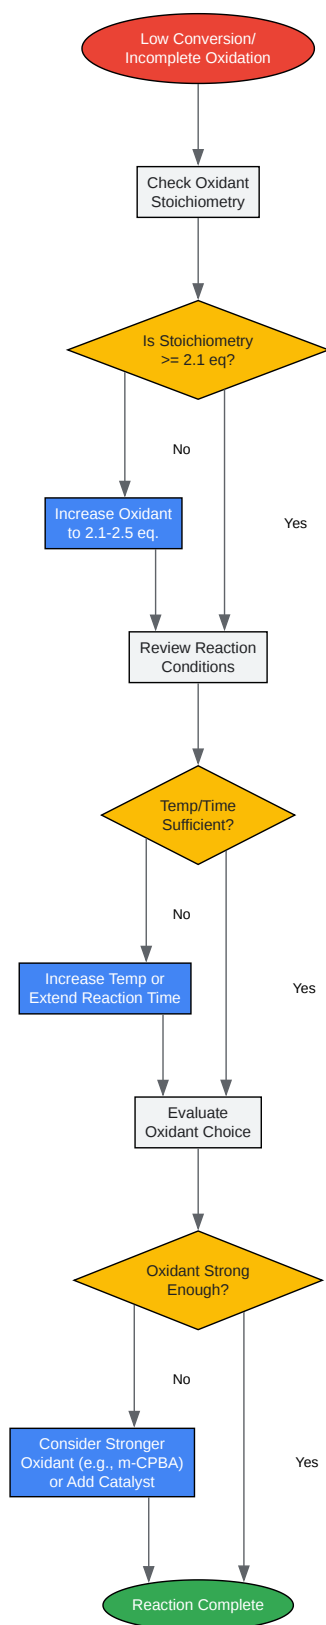 Low Conversion/
Incomplete Oxidation
Check Oxidant
Stoichiometry
Is Stoichiometry
>= 2.1 eq?
No
Increase Oxidant
to 2.1-2.5 eq.
Yes
Review Reaction
Conditions
Temp/Time
Sufficient?
No
Increase Temp or
Extend Reaction Time
Yes
Evaluate
Oxidant Choice
Oxidant Strong
Enough?
No
Consider Stronger
Oxidant (e.g., m-CPBA)
or Add Catalyst
Yes
Reaction Complete